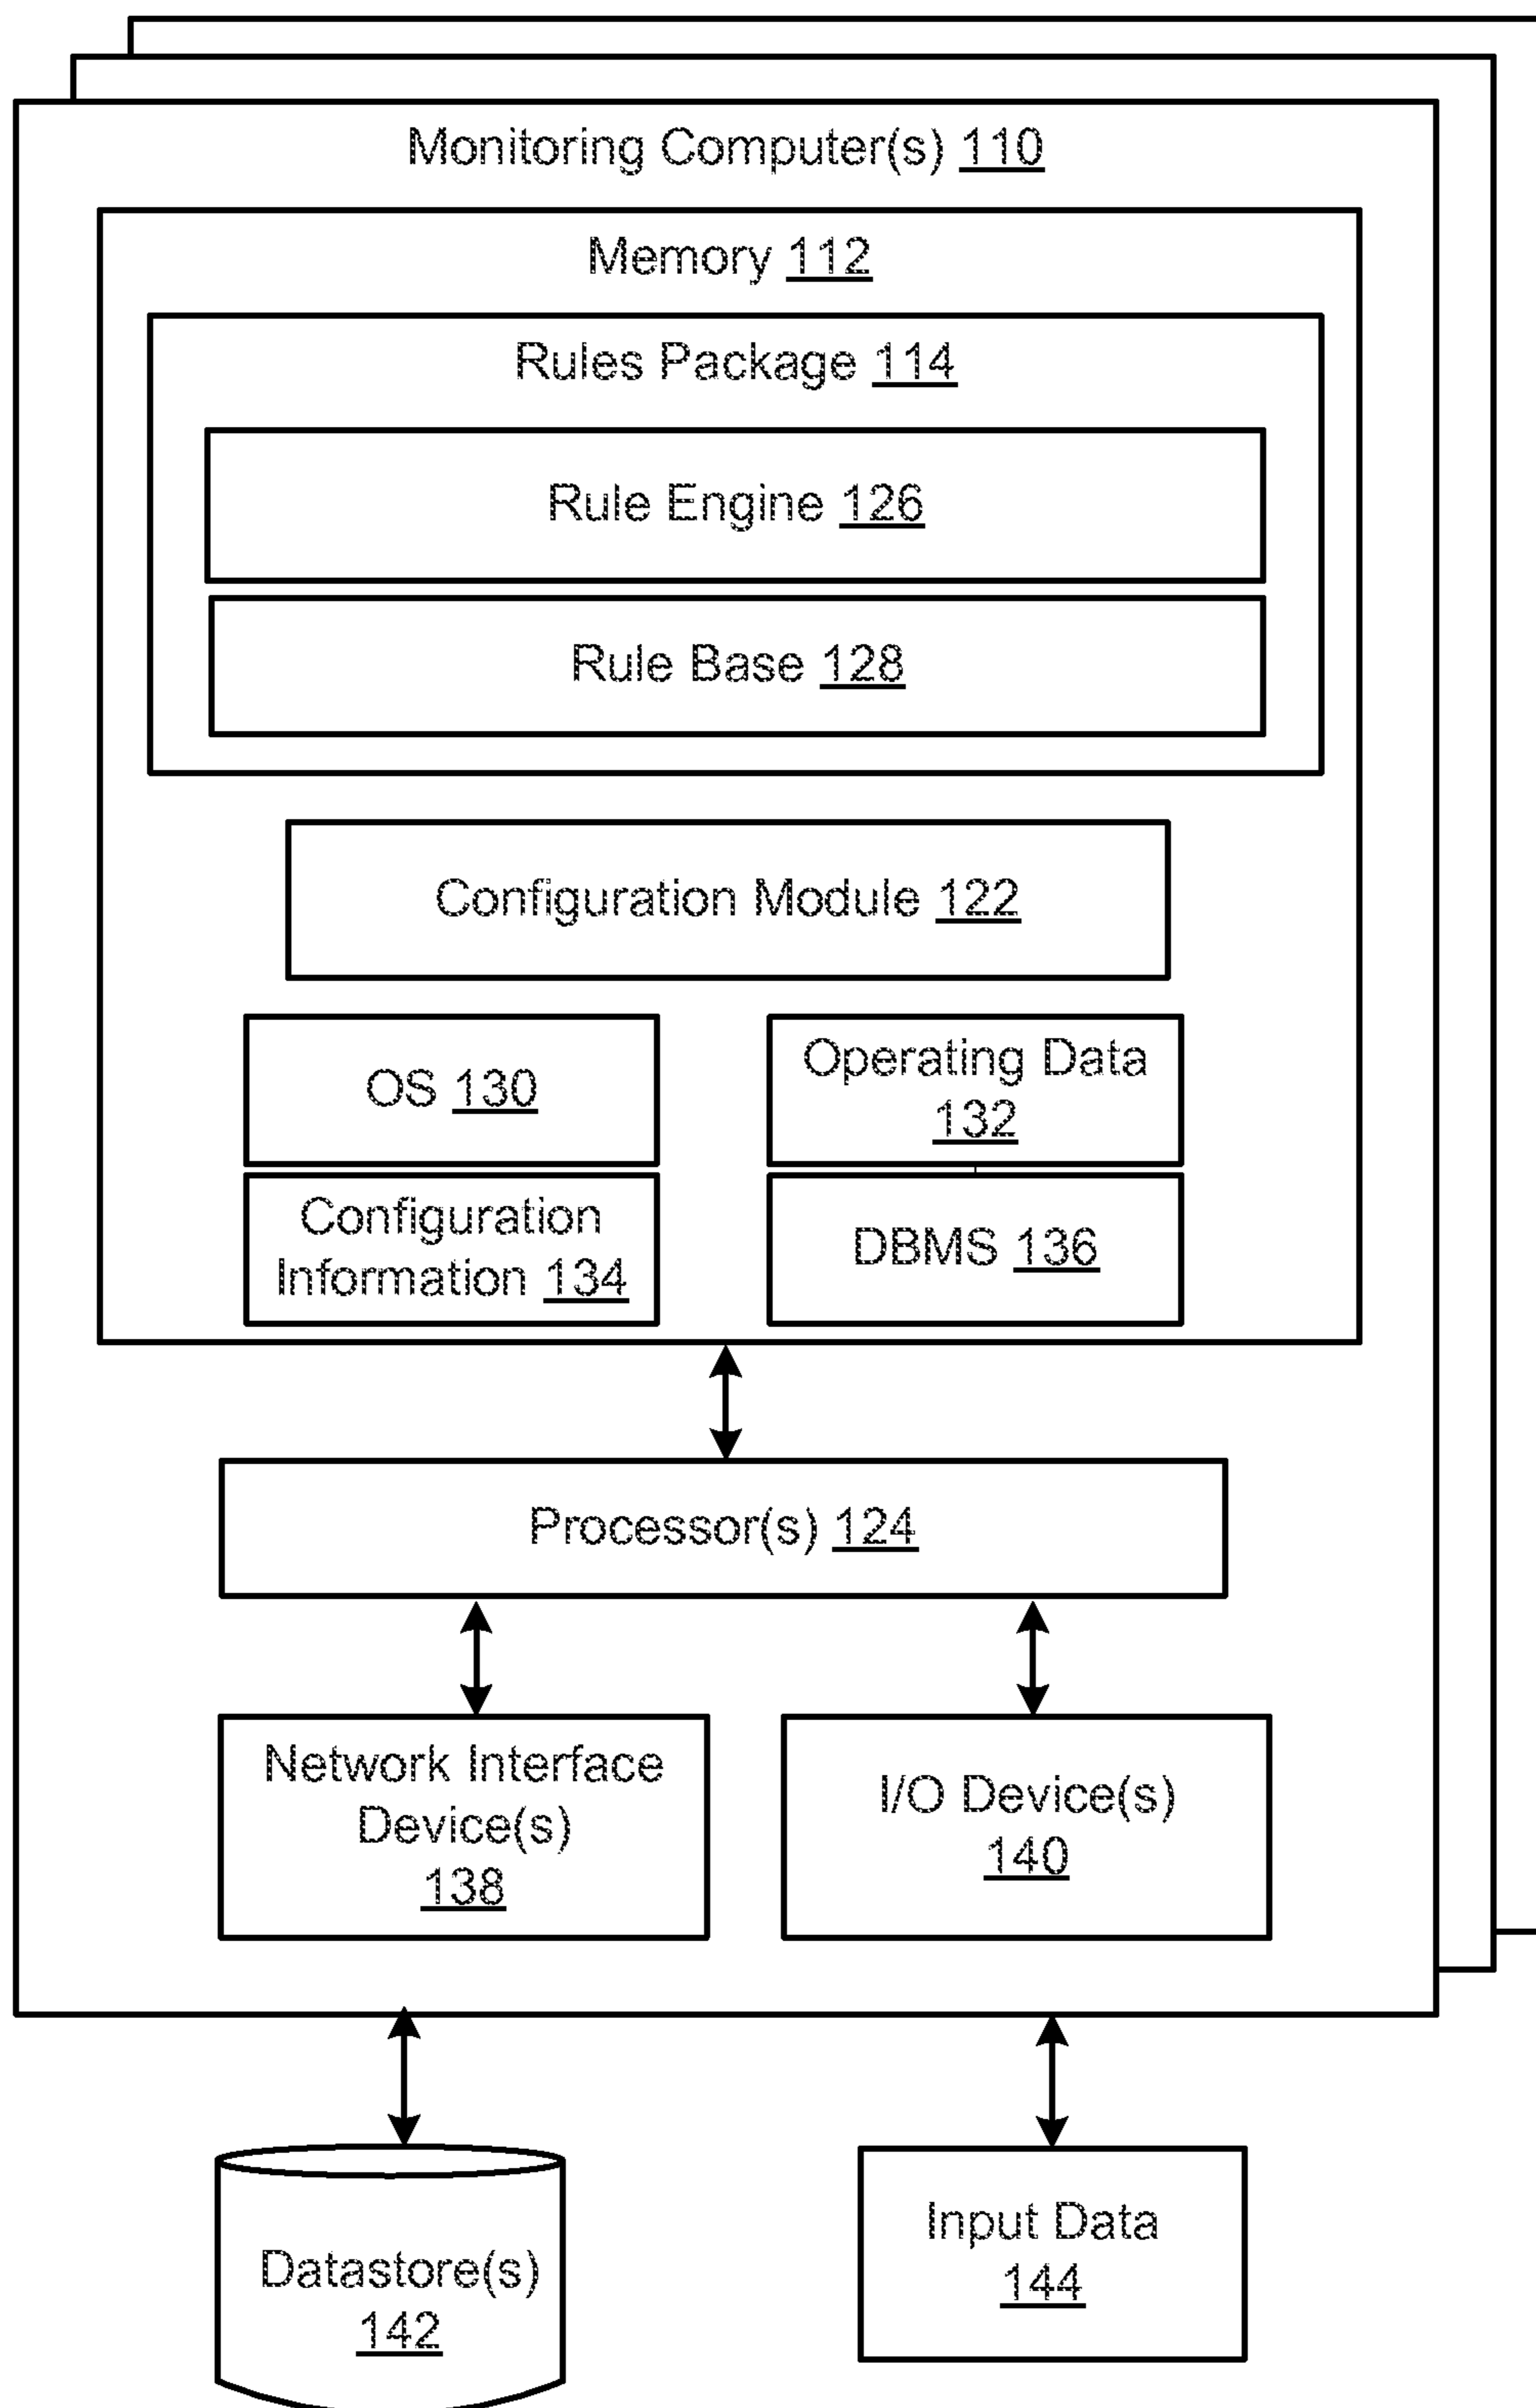 Monitoring Computer(s) 110
Memory 112
Rules Package 114
Rule Engine 126
Rule Base 128
Configuration Module 122
OS 130
Operating Data
132
Configuration
Information 134
DBMS 136
Processor(s) 124
Network Interface
Device(s)
138
I/O Device(s)
140
Datastore(s)
142
Input Data
144